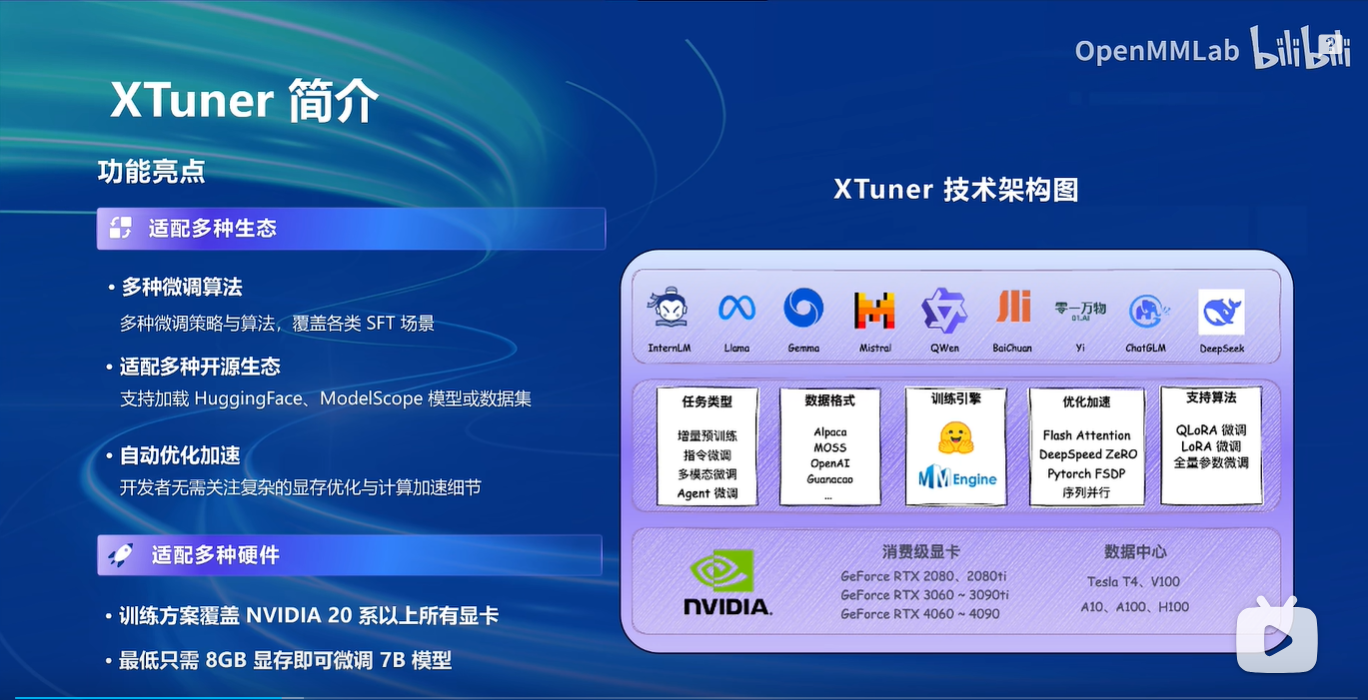 OpenMMLab bilibili
XTuner 简介
功能亮点
适配多种生态
• 多种微调算法
多种微调策略与算法，覆盖各类 SFT 场景
• 适配多种开源生态
支持加载 HuggingFace、ModelScope 模型或数据集
• 自动优化加速
开发者无需关注复杂的显存优化与计算加速细节
适配多种硬件
• 训练方案覆盖 NVIDIA 20 系以上所有显卡
• 最低只需 8GB 显存即可微调 7B 模型
XTuner 技术架构图
零一万物
01.AI
InternLM Llama Gemma Mistral QWen BaiChuan Yi ChatGLM DeepSeek
任务类型
增量预训练
指令微调
多模态微调
Agent 微调
数据格式
Alpaca
MOSS
OpenAI
Guanacao
...
训练引擎
MMEngine
优化加速
Flash Attention
DeepSpeed ZeRO
Pytorch FSDP
序列并行
支持算法
QLoRA 微调
LoRA 微调
全量参数微调
NVIDIA.
消费级显卡
GeForce RTX 2080、2080ti
GeForce RTX 3060 ~ 3090ti
GeForce RTX 4060 ~ 4090
数据中心
Tesla T4、V100
A10、A100、H100